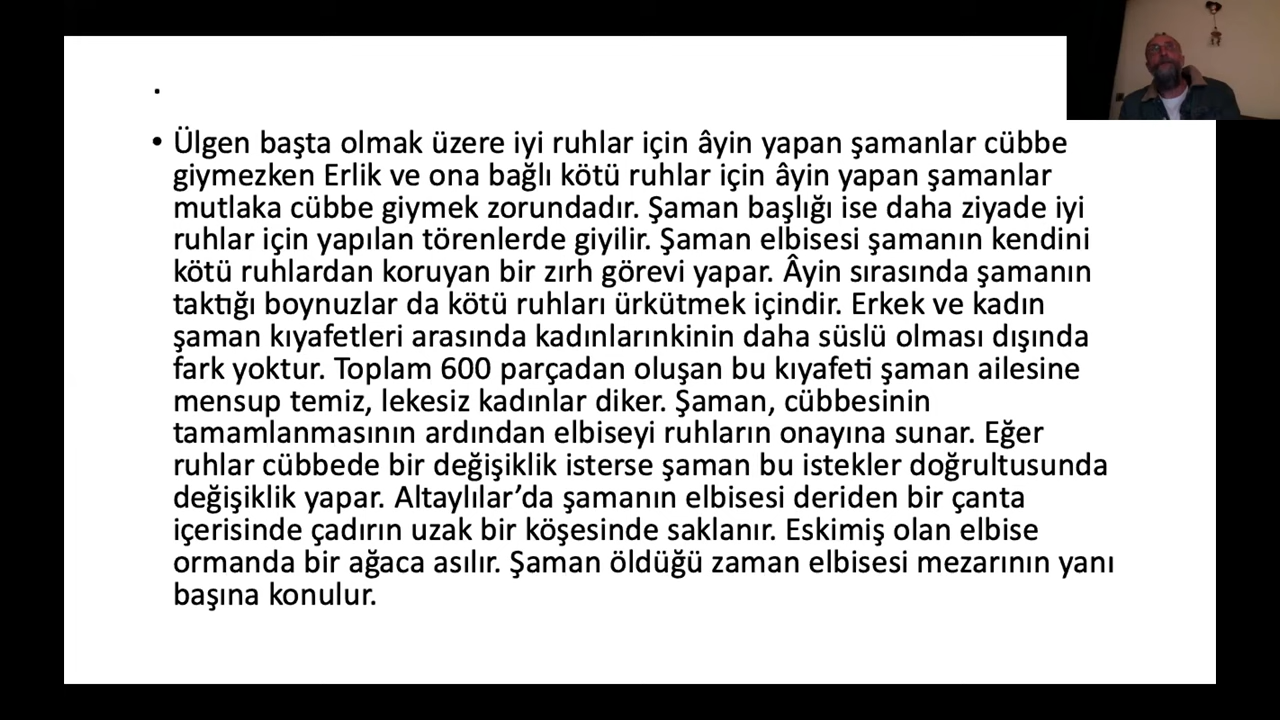 .
• Ülgen başta olmak üzere iyi ruhlar için âyin yapan şamanlar cübbe
giymezken Erlik ve ona bağlı kötü ruhlar için âyin yapan şamanlar
mutlaka cübbe giymek zorundadır. Şaman başlığı ise daha ziyade iyi
ruhlar için yapılan törenlerde giyilir. Şaman elbisesi şamanın kendini
kötü ruhlardan koruyan bir zırh görevi yapar. Âyin sırasında şamanın
taktığı boynuzlar da kötü ruhları ürkütmek içindir. Erkek ve kadın
şaman kıyafetleri arasında kadınlarınkinin daha süslü olması dışında
fark yoktur. Toplam 600 parçadan oluşan bu kıyafeti şaman ailesine
mensup temiz, lekesiz kadınlar diker. Şaman, cübbesinin
tamamlanmasının ardından elbiseyi ruhların onayına sunar. Eğer
ruhlar cübbede bir değişiklik isterse şaman bu istekler doğrultusunda
değişiklik yapar. Altaylılar’da şamanın elbisesi deriden bir çanta
içerisinde çadırın uzak bir köşesinde saklanır. Eskimiş olan elbise
ormanda bir ağaca asılır. Şaman öldüğü zaman elbisesi mezarının yanı
başına konulur.